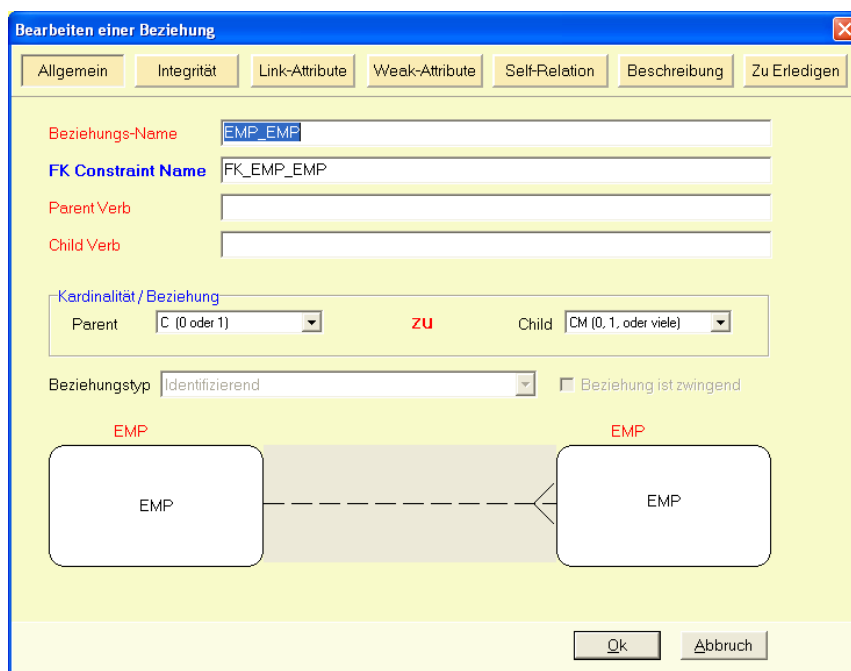 Bearbeiten einer Beziehung
Allgemein Integrität Link-Attribute Weak-Attribute Self-Relation Beschreibung Zu Erledigen
Beziehungs-Name EMP_EMP
FK Constraint Name FK_EMP_EMP
Parent Verb
Child Verb
Kardinalität / Beziehung
Parent C (0 oder 1) zu Child CM (0, 1, oder viele)
Beziehungstyp Identifizierend Beziehung ist zwingend
EMP EMP
EMP EMP
Ok Abbruch